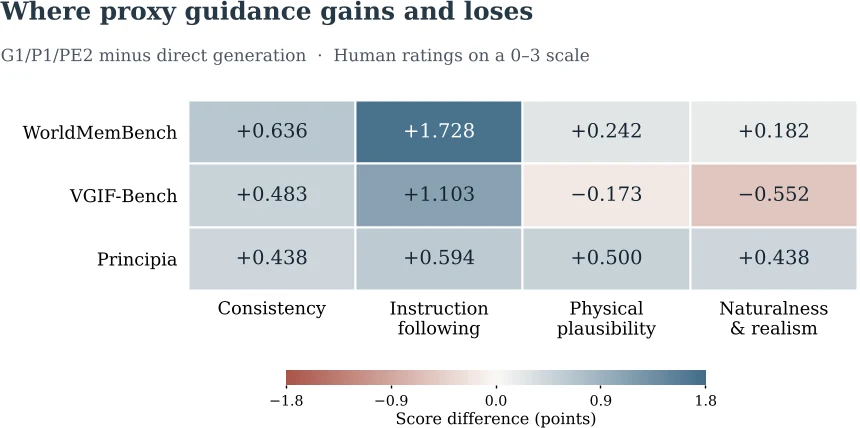 Where proxy guidance gains and loses
G1/P1/PE2 minus direct generation · Human ratings on a 0–3 scale
WorldMemBench +0.636 +1.728 +0.242 +0.182
VGIF-Bench +0.483 +1.103 −0.173 −0.552
Principia +0.438 +0.594 +0.500 +0.438
Consistency Instruction Physical Naturalness
following plausibility & realism
−1.8 −0.9 0.0 0.9 1.8
Score difference (points)